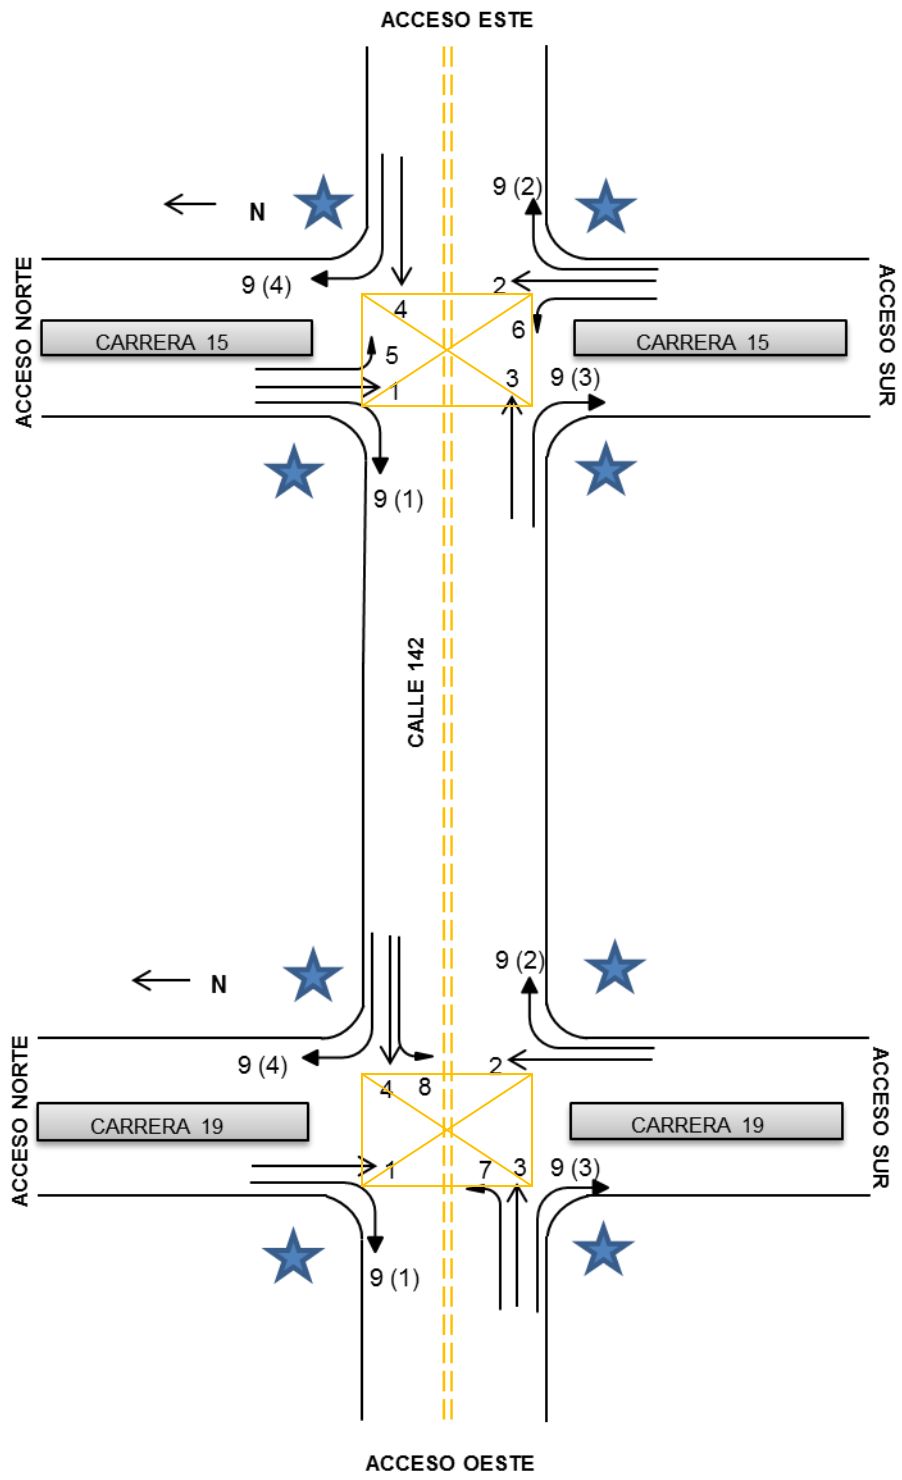 ACCESO ESTE
9 (2)
N
9 (4)
2
4
6
ACCESO NORTE
CARRERA 15
5
1
3
9 (3)
CARRERA 15
ACCESO SUR
9 (1)
CALLE 142
9 (2)
N
9 (4)
2
4
8
ACCESO NORTE
CARRERA 19
1
7
3
9 (3)
CARRERA 19
ACCESO SUR
9 (1)
ACCESO OESTE